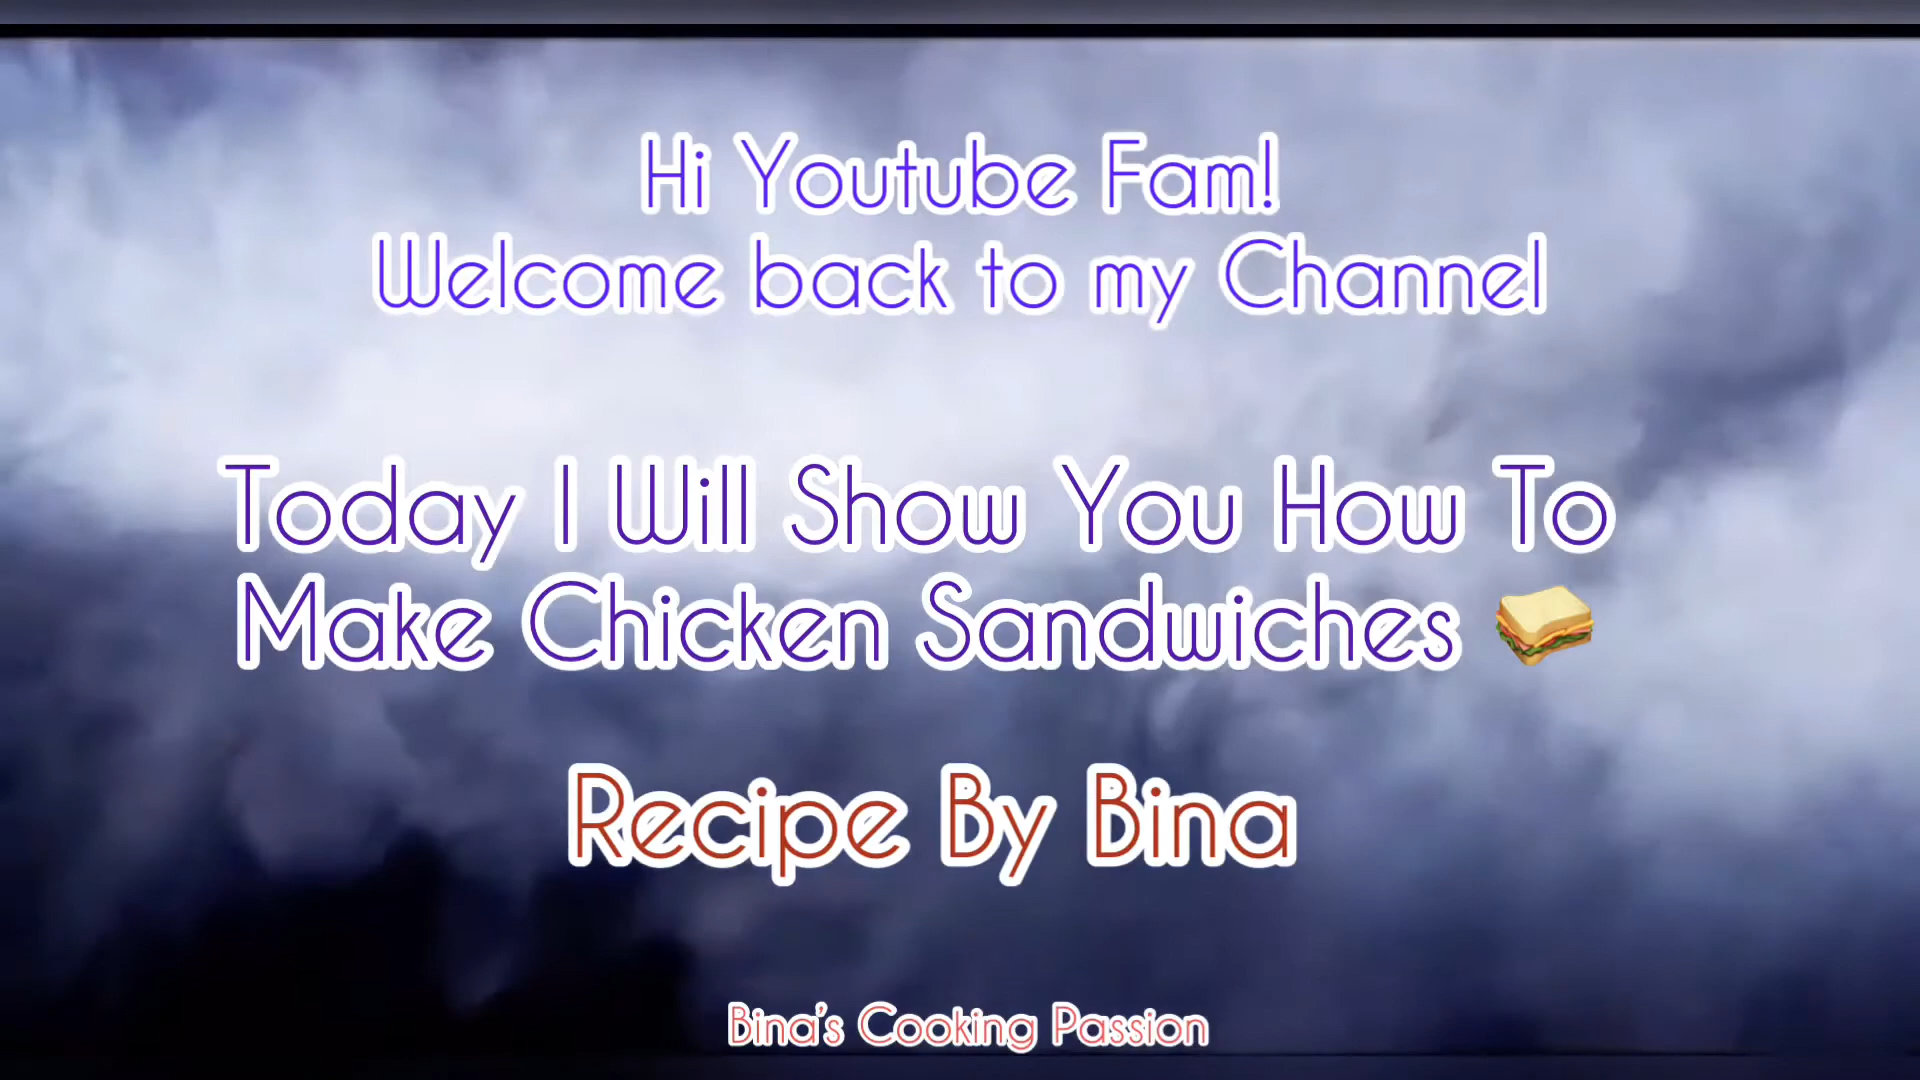 Hi Youtube Fam!
Welcome back to my Channel
Today I Will Show You How To
Make Chicken Sandwiches 🥪
Recipe By Bina
Bina's Cooking Passion